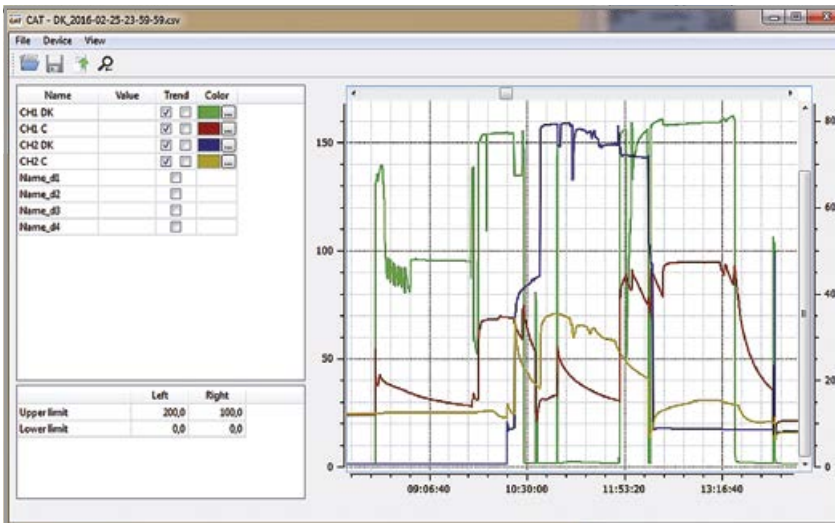 CAT CAT - DK_2016-02-25-23-59-59.csv
File Device View
Name Value Trend Color
CH1 DK ...
CH1 C ...
CH2 DK ...
CH2 C ...
Name_d1
Name_d2
Name_d3
Name_d4
Left Right
Upper limit 200,0 100,0
Lower limit 0,0 0,0
150
100
50
0
80
60
40
20
0
09:06:40 10:30:00 11:53:20 13:16:40